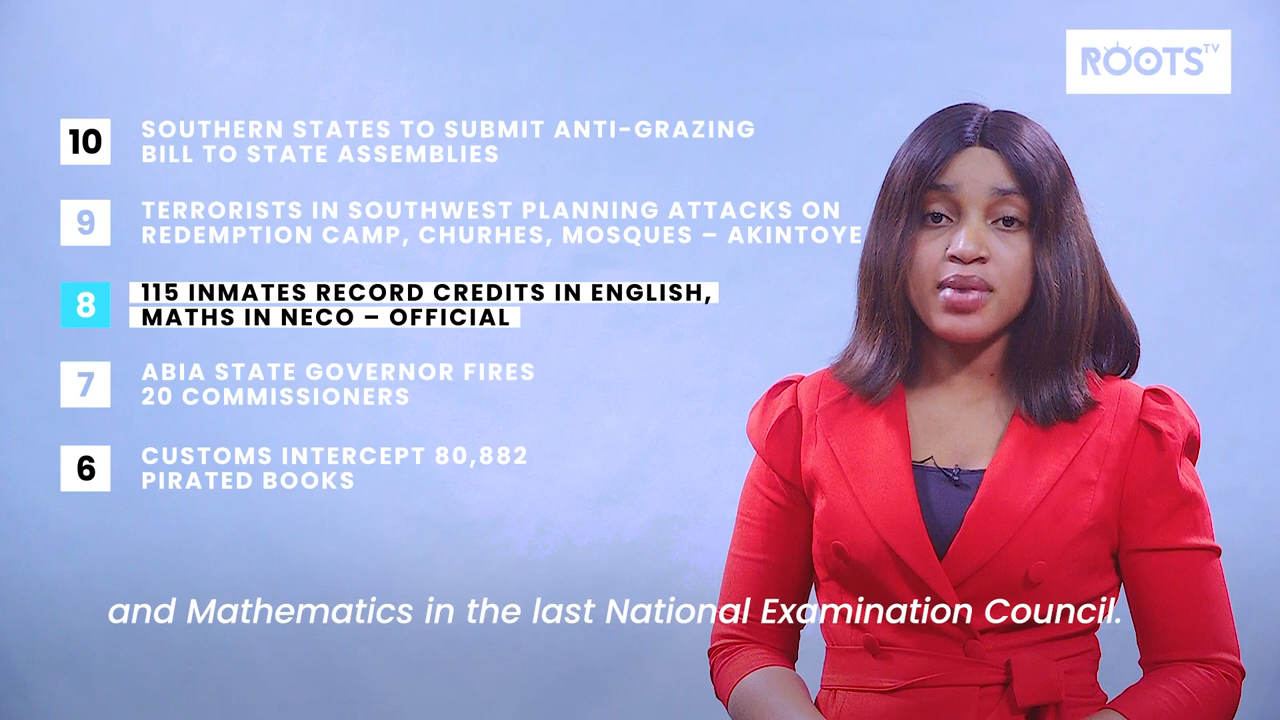 ROOTS TV
10 SOUTHERN STATES TO SUBMIT ANTI-GRAZING
BILL TO STATE ASSEMBLIES
9 TERRORISTS IN SOUTHWEST PLANNING ATTACKS ON
REDEMPTION CAMP, CHURHES, MOSQUES – AKINTOYE
8 115 INMATES RECORD CREDITS IN ENGLISH,
MATHS IN NECO – OFFICIAL
7 ABIA STATE GOVERNOR FIRES
20 COMMISSIONERS
6 CUSTOMS INTERCEPT 80,882
PIRATED BOOKS
and Mathematics in the last National Examination Council.